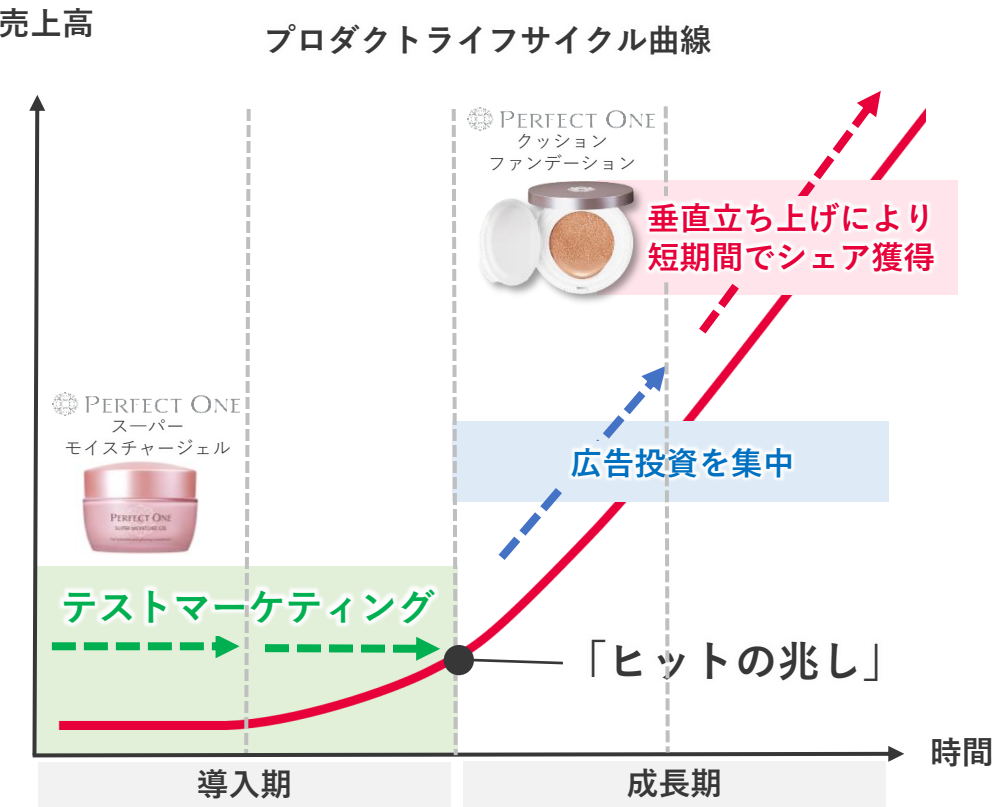 売上高
プロダクトライフサイクル曲線
PERFECT ONE
クッション
ファンデーション
垂直立ち上げにより
短期間でシェア獲得
PERFECT ONE
スーパー
モイスチャージェル
PERFECT ONE
SUPER MOISTURE GEL
広告投資を集中
テストマーケティング
「ヒットの兆し」
時間
導入期
成長期